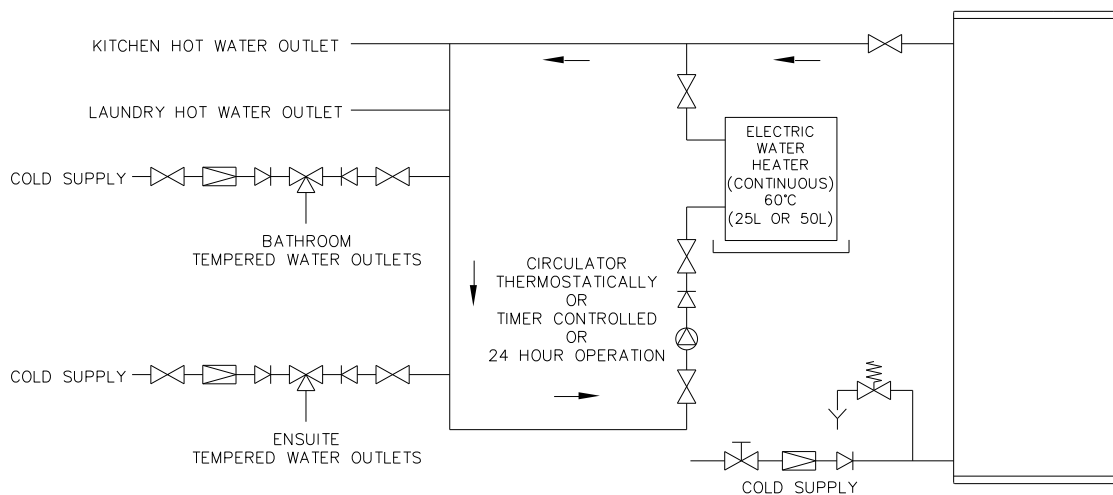 KITCHEN HOT WATER OUTLET
LAUNDRY HOT WATER OUTLET
COLD SUPPLY
BATHROOM
TEMPERED WATER OUTLETS
COLD SUPPLY
ENSUITE
TEMPERED WATER OUTLETS
CIRCULATOR
THERMOSTATICALLY
OR
TIMER CONTROLLED
OR
24 HOUR OPERATION
ELECTRIC
WATER
HEATER
(CONTINUOUS)
60°C
(25L OR 50L)
COLD SUPPLY